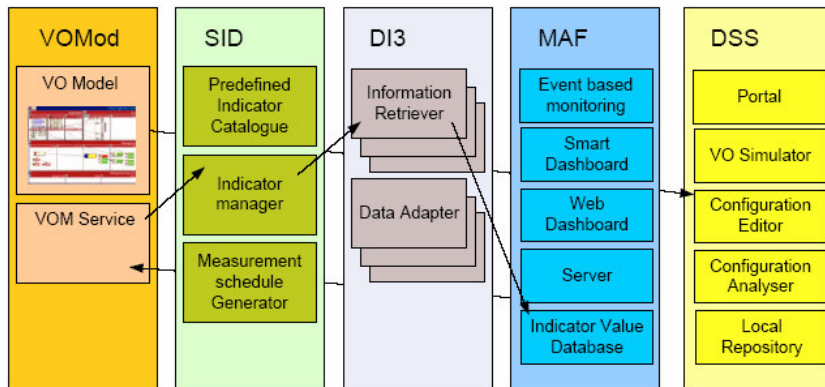 VOMod
VO Model
VOM Service
SID
Predefined
Indicator
Catalogue
Indicator
manager
Measurement
schedule
Generator
DI3
Information
Retriever
Data Adapter
MAF
Event based
monitoring
Smart
Dashboard
Web
Dashboard
Server
Indicator Value
Database
DSS
Portal
VO Simulator
Configuration
Editor
Configuration
Analyser
Local
Repository